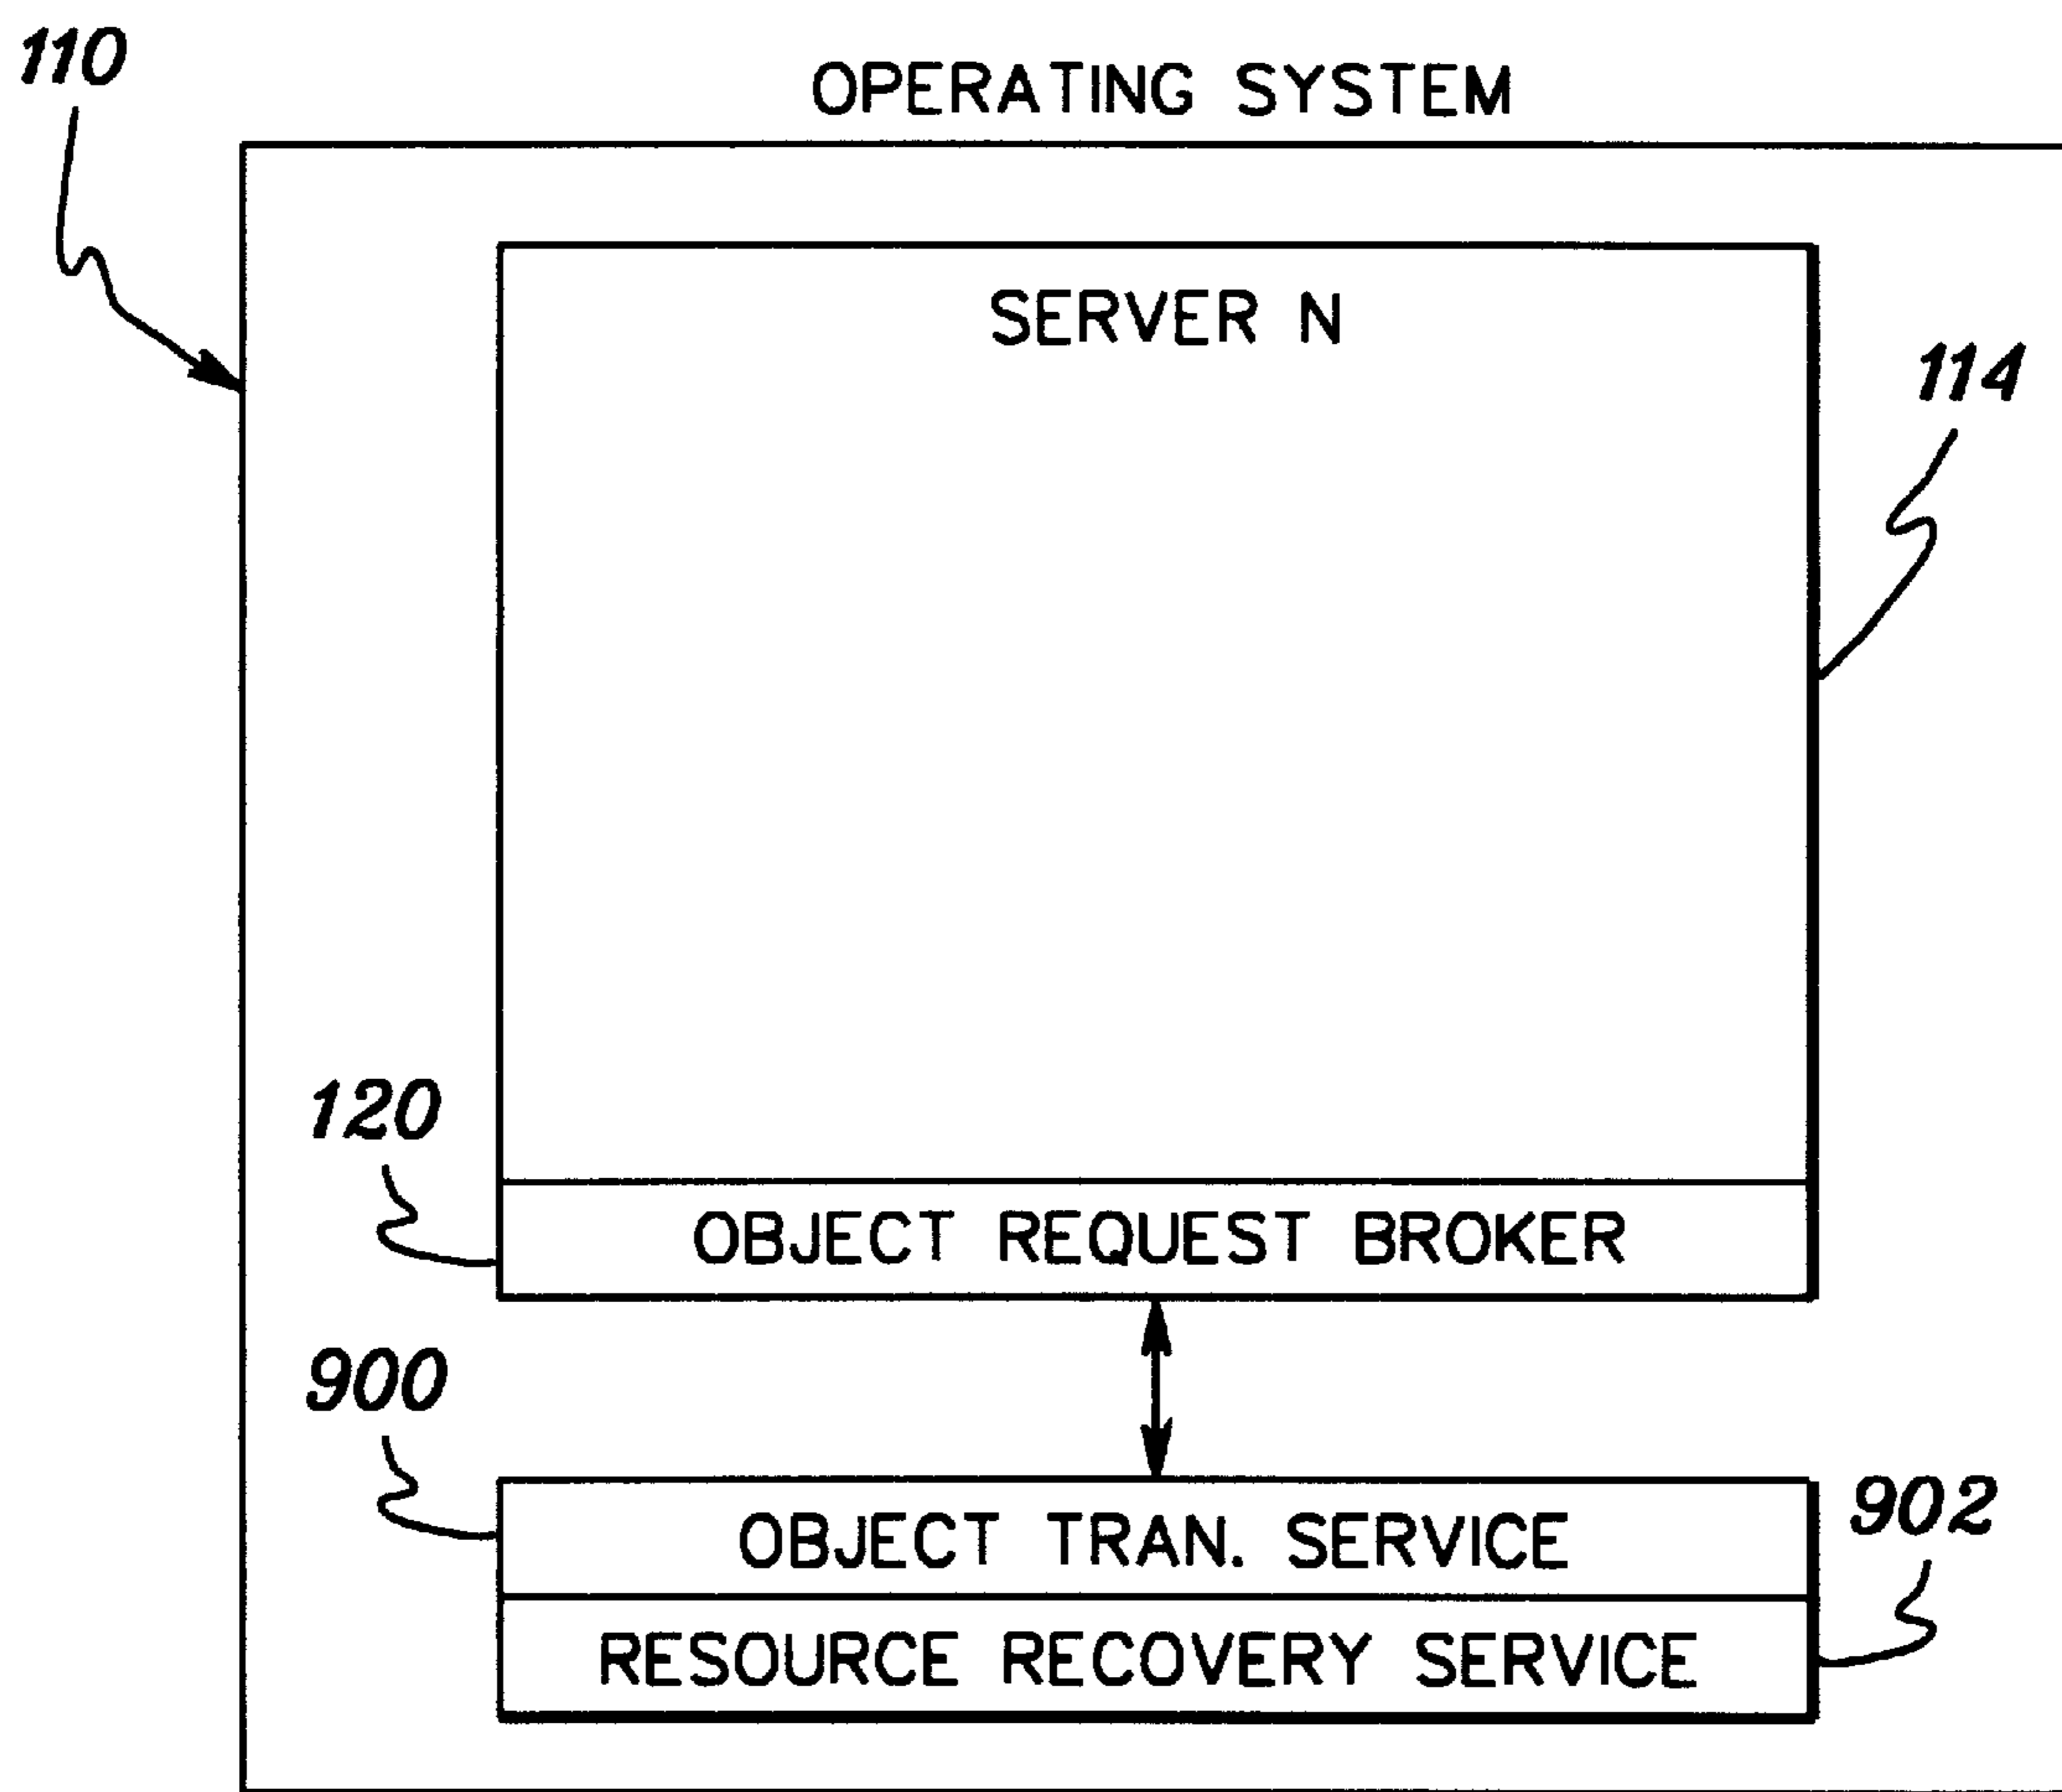 110
OPERATING SYSTEM
SERVER N
114
120
OBJECT REQUEST BROKER
900
OBJECT TRAN. SERVICE
902
RESOURCE RECOVERY SERVICE